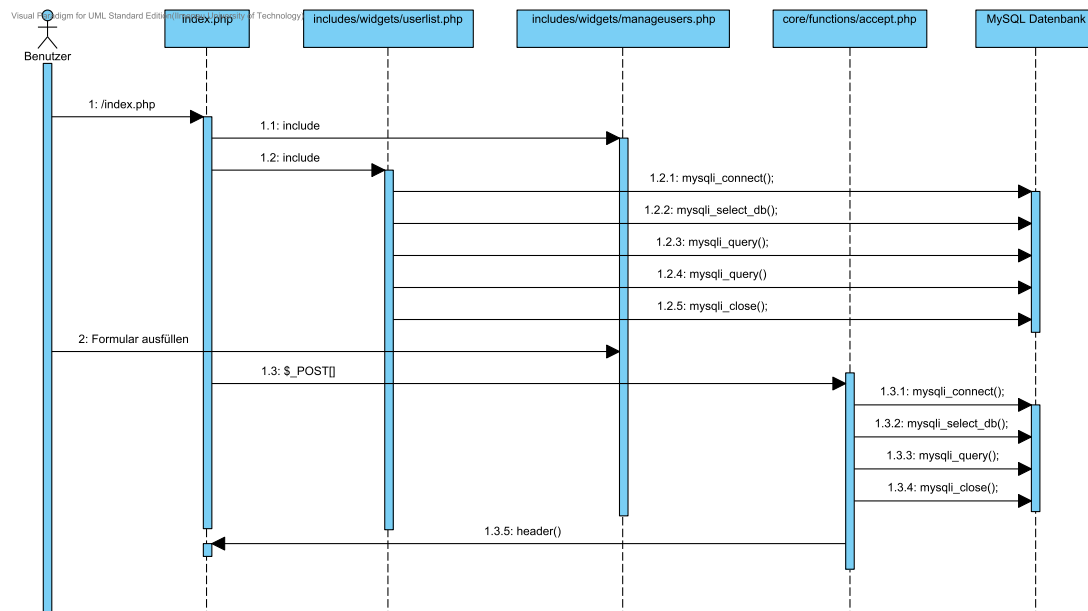 Visual Paradigm for UML Standard Edition(Ilmenau University of Technology)
index.php
includes/widgets/userlist.php
includes/widgets/manageusers.php
core/functions/accept.php
MySQL Datenbank
Benutzer
1: /index.php
1.1: include
1.2: include
1.2.1: mysqli_connect();
1.2.2: mysqli_select_db();
1.2.3: mysqli_query();
1.2.4: mysqli_query()
1.2.5: mysqli_close();
2: Formular ausfüllen
1.3: $_POST[]
1.3.1: mysqli_connect();
1.3.2: mysqli_select_db();
1.3.3: mysqli_query();
1.3.4: mysqli_close();
1.3.5: header()